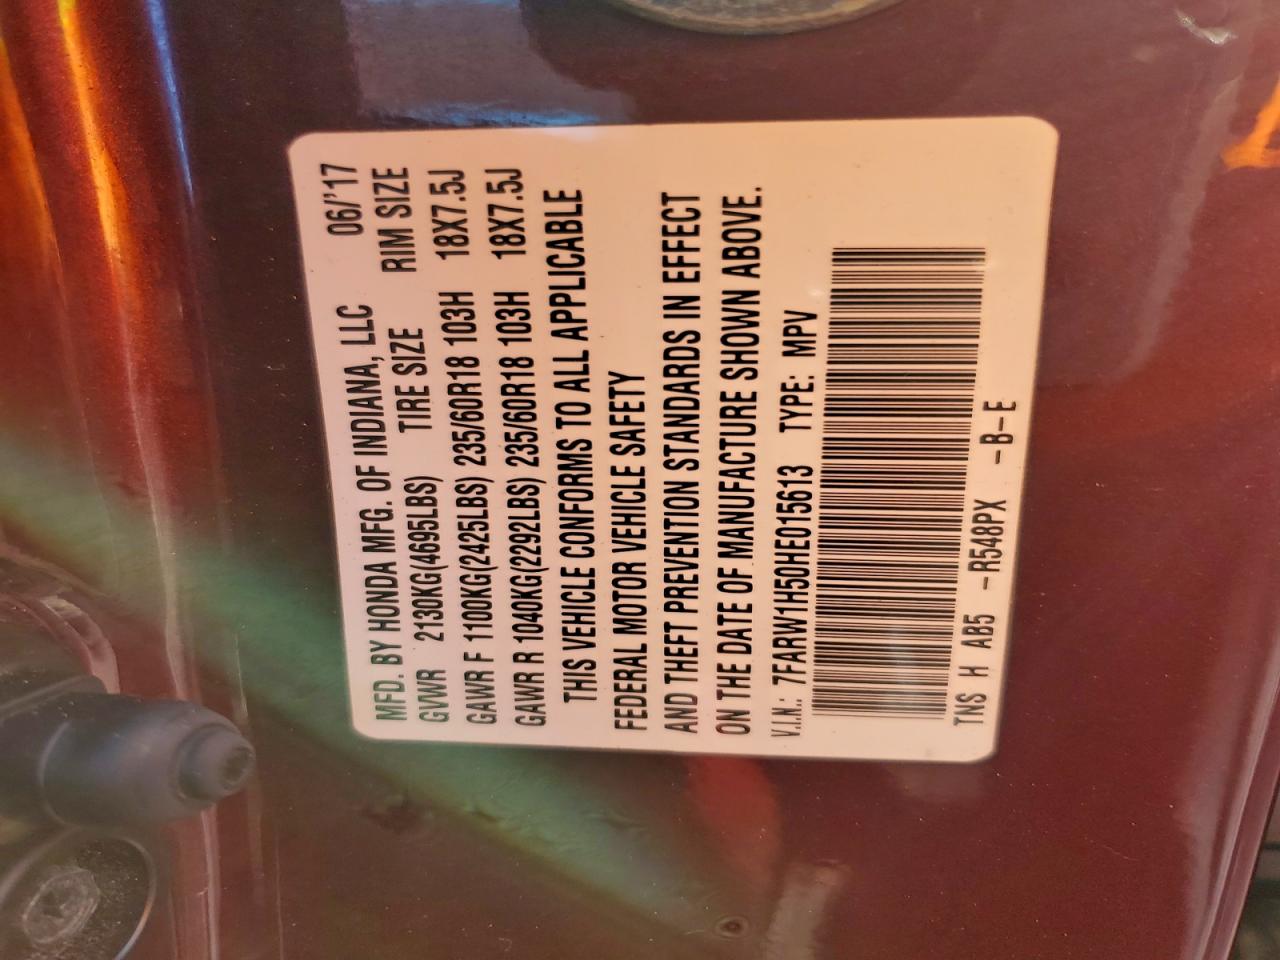 MFD. BY HONDA MFG. OF INDIANA, LLC 06/'17
GVWR 2130KG(4695LBS) TIRE SIZE RIM SIZE
GAWR F 1100KG(2425LBS) 235/60R18 103H 18X7.5J
GAWR R 1040KG(2292LBS) 235/60R18 103H 18X7.5J
THIS VEHICLE CONFORMS TO ALL APPLICABLE
FEDERAL MOTOR VEHICLE SAFETY
AND THEFT PREVENTION STANDARDS IN EFFECT
ON THE DATE OF MANUFACTURE SHOWN ABOVE.
V.I.N.: 7FARW1H50HE015613 TYPE: MPV
TNS H AB5 -R548PX -B-E